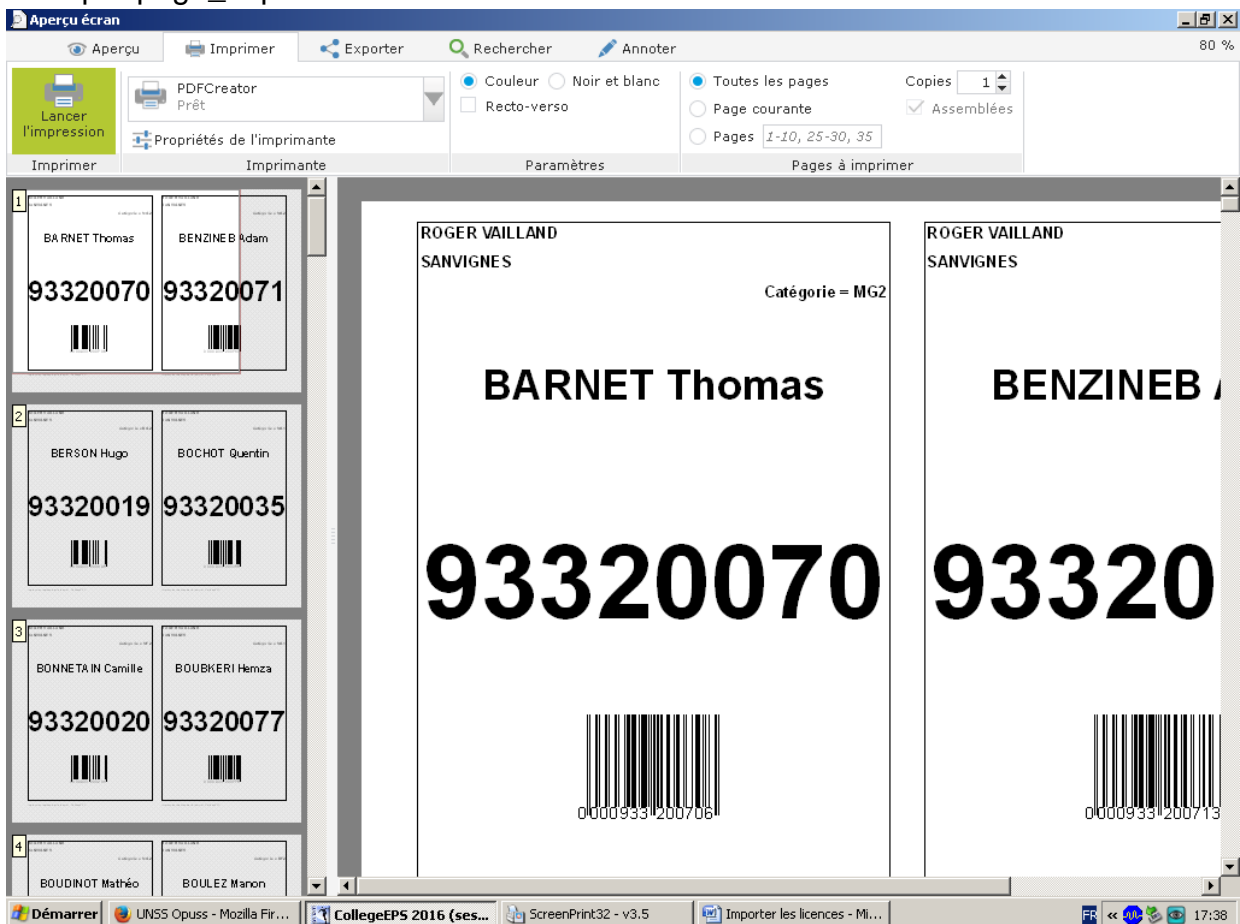 Aperçu écran
Aperçu Imprimer Exporter Rechercher Annoter 80 %
Lancer l'impression
PDFCreator
Prêt
Propriétés de l'imprimante
Couleur Noir et blanc
Recto-verso
Toutes les pages
Page courante
Pages 1-10, 25-30, 35
Copies 1
Assemblées
Imprimer Imprimante Paramètres Pages à imprimer
1
BARNET Thomas BENZINEB Adam
93320070 93320071
2
BERSON Hugo BOCHOT Quentin
93320019 93320035
3
BONNETAIN Camille BOUBKERI Hemza
93320020 93320077
4
BOUDINOT Mathéo BOULEZ Manon
ROGER VAILLAND
SANVIGNES
Catégorie = MG2
BARNET Thomas
93320070
0000933 200706
ROGER VAILLAND
SANVIGNES
BENZINEB
93320
0000933 200713
Démarrer UNSS Opuss - Mozilla Fir... CollegeEPS 2016 (ses... ScreenPrint32 - v3.5 Importer les licences - Mi... FR « 17:38